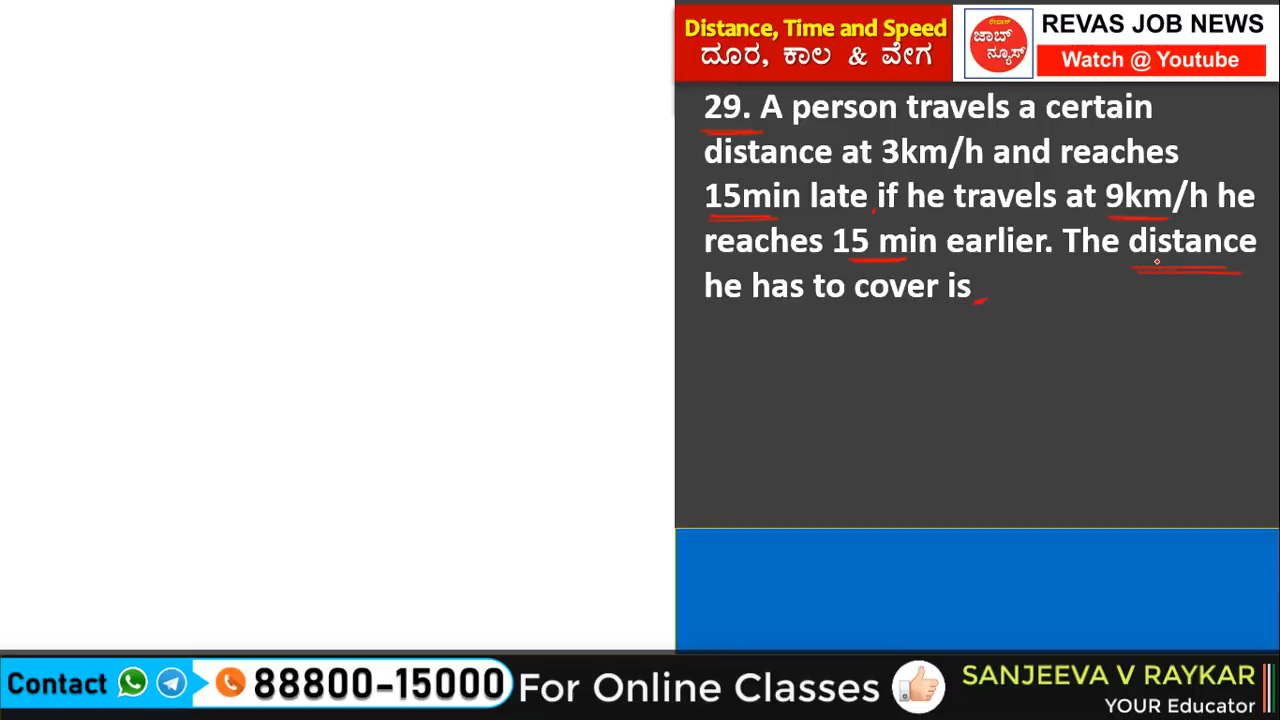 Distance, Time and Speed
ದೂರ, ಕಾಲ & ವೇಗ
ರೇವಾಸ್
ಜಾಬ್
ನ್ಯೂಸ್
REVAS JOB NEWS
Watch @ Youtube
29. A person travels a certain
distance at 3km/h and reaches
15min late if he travels at 9km/h he
reaches 15 min earlier. The distance
he has to cover is
Contact
88800-15000
For Online Classes
SANJEEVA V RAYKAR
YOUR Educator